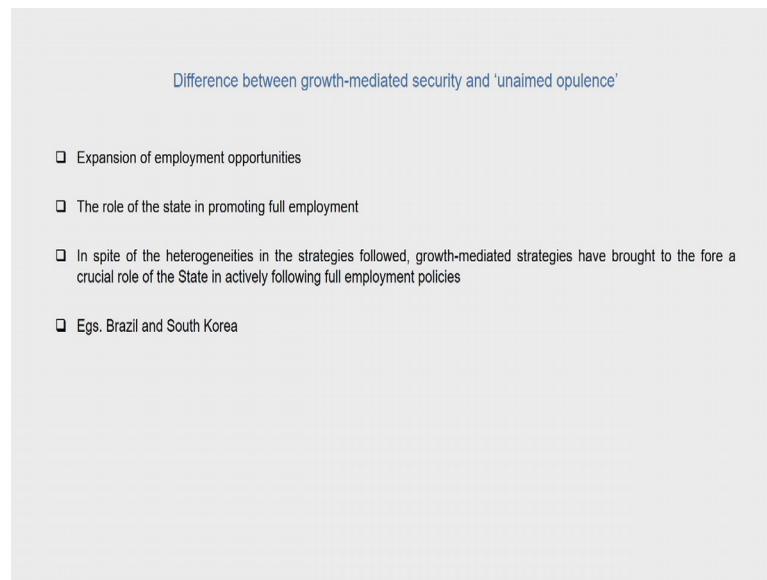 Difference between growth-mediated security and ‘unaimed opulence’
❑ Expansion of employment opportunities
❑ The role of the state in promoting full employment
❑ In spite of the heterogeneities in the strategies followed, growth-mediated strategies have brought to the fore a
crucial role of the State in actively following full employment policies
❑ Egs. Brazil and South Korea